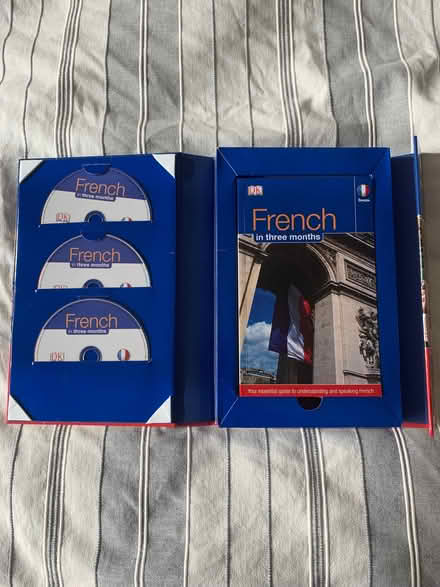 French
in three months
DK
French
in three months
French
in three months
DK
DK
French
in three months
Your essential guide to understanding and speaking French